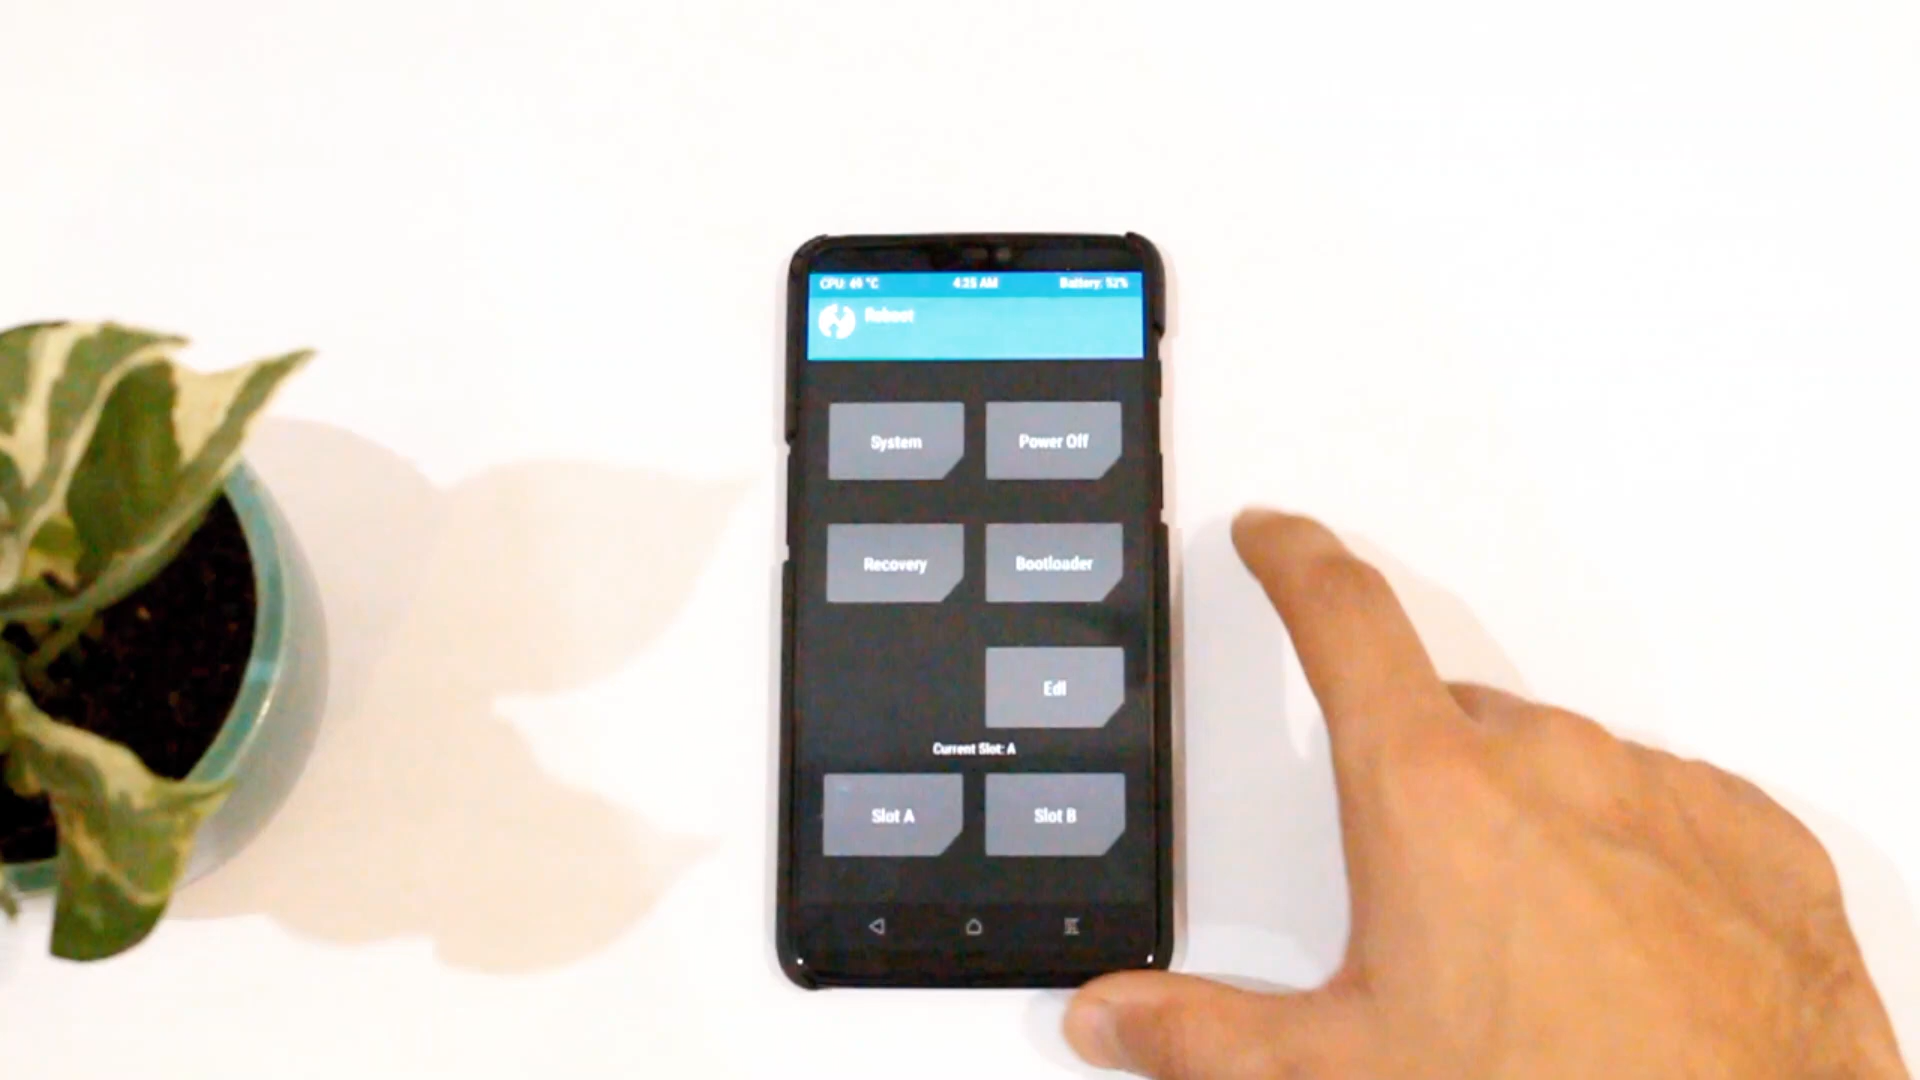 CPU: 49 °C 4:25 AM Battery: 52%
Reboot
System Power Off
Recovery Bootloader
Edl
Current Slot: A
Slot A Slot B